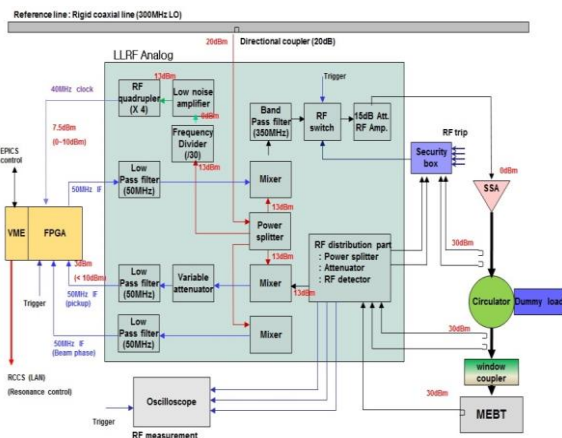 Reference line : Rigid coaxial line (300MHz LO)
20dBm
Directional coupler (20dB)
LLRF Analog
13dBm
Trigger
40MHz clock
RF
quadrupler
(X 4)
Low noise
amplifier
0dBm
Band
Pass filter
(350MHz)
RF
switch
15dB Att.
RF Amp.
7.5dBm
(0~10dBm)
Frequency
Divider
(/30)
13dBm
RF trip
Security
box
EPICS
control
50MHz IF
Low
Pass filter
(50MHz)
Mixer
0dBm
SSA
13dBm
VME
FPGA
Power
splitter
RF distribution part
: Power splitter
: Attenuator
: RF detector
30dBm
13dBm
3dBm
(< 10dBm)
50MHz IF
(pickup)
Low
Pass filter
(50MHz)
Variable
attenuator
Mixer
13dBm
Trigger
Circulator
Dummy load
50MHz IF
(Beam phase)
Low
Pass filter
(50MHz)
Mixer
30dBm
RCCS (LAN)
(Resonance control)
window
coupler
30dBm
Oscilloscope
MEBT
Trigger
RF measurement